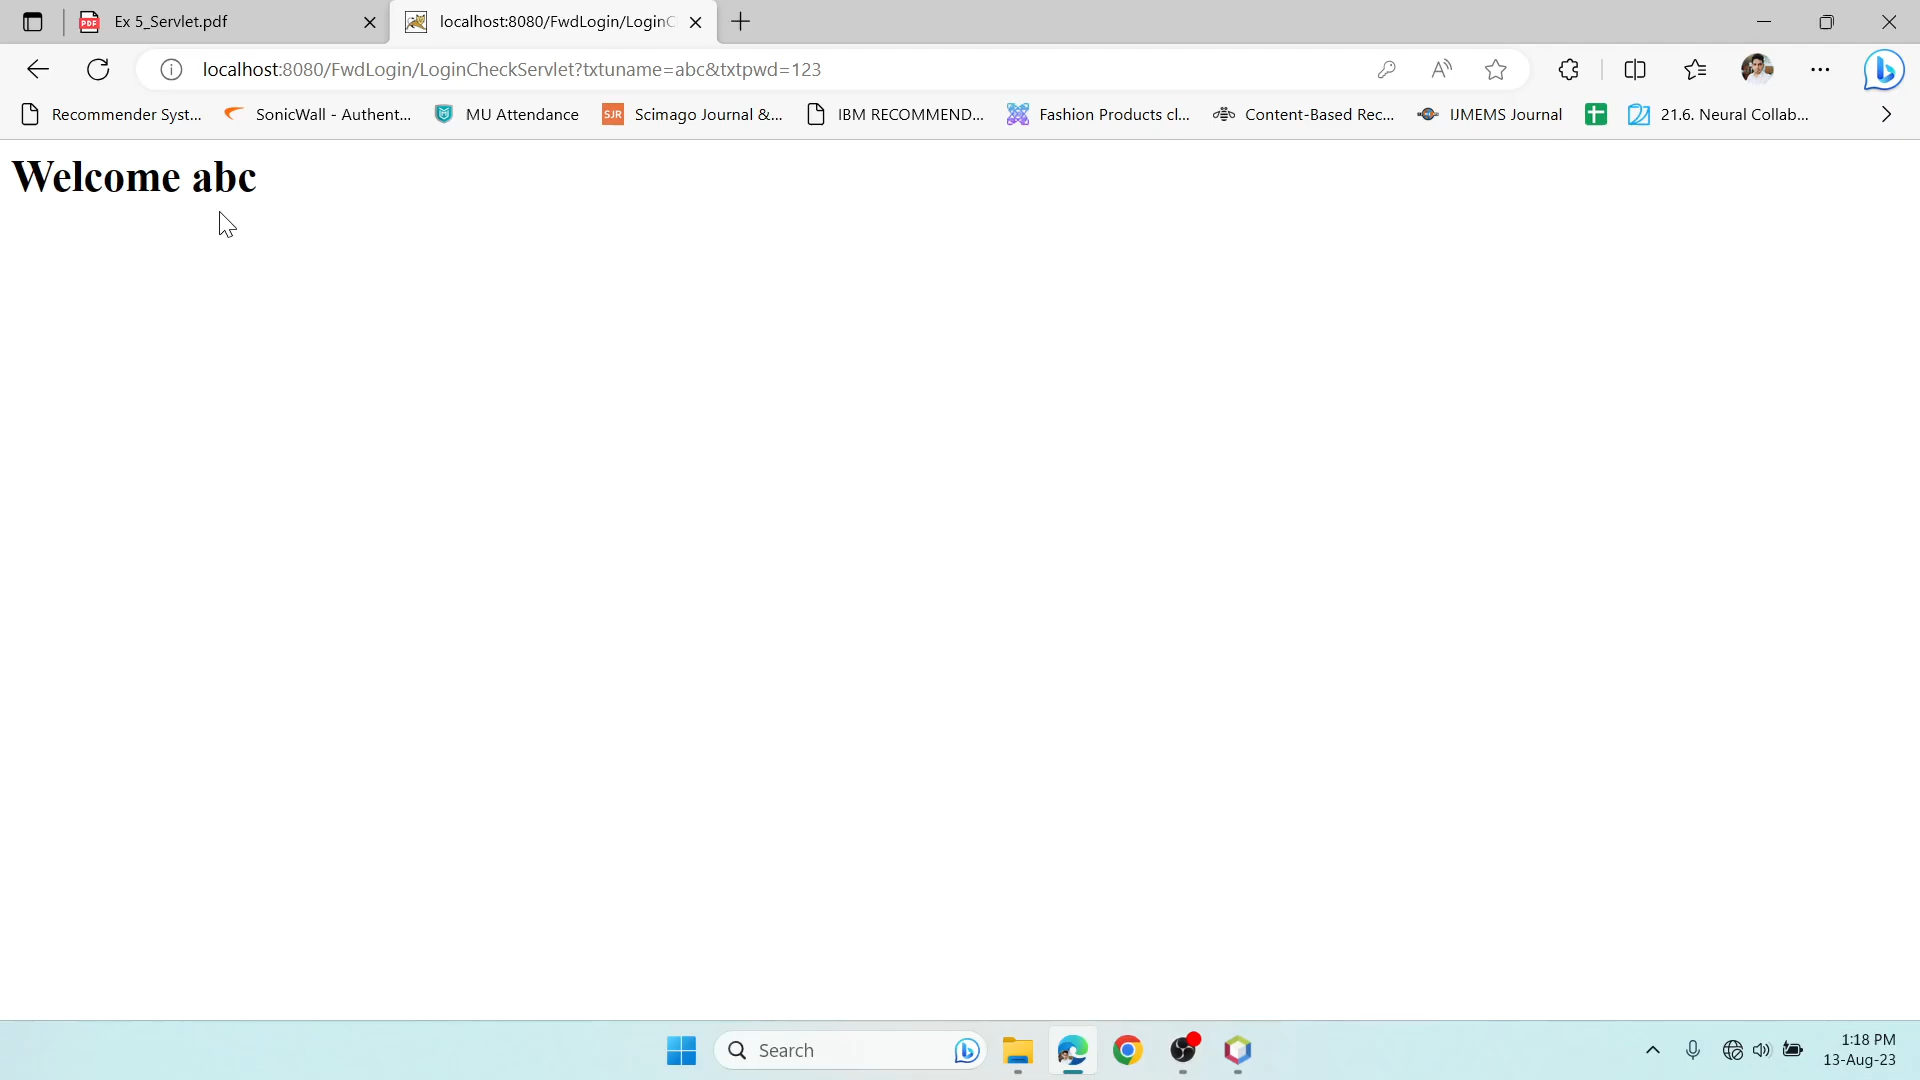 Ex 5_Servlet.pdf
localhost:8080/FwdLogin/LoginC
localhost:8080/FwdLogin/LoginCheckServlet?txtuname=abc&txtpwd=123
Recommender Syst...
SonicWall - Authent...
MU Attendance
SJR Scimago Journal &...
IBM RECOMMEND...
Fashion Products cl...
Content-Based Rec...
IJMEMS Journal
21.6. Neural Collab...
Welcome abc
Search
1:18 PM
13-Aug-23